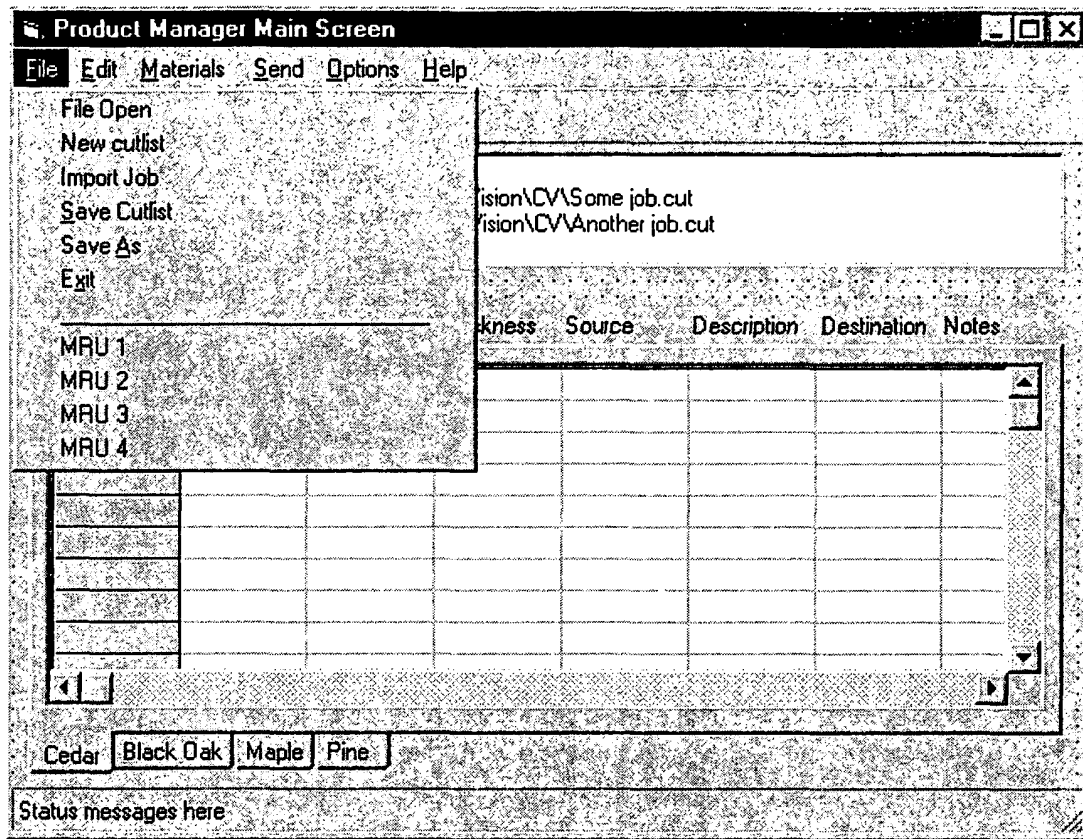 Product Manager Main Screen
File Edit Materials Send Options Help
File Open
New cutlist
Import Job
Save Cutlist
Save As
Exit
MRU 1
MRU 2
MRU 3
MRU 4
ision\CV\Some job.cut
ision\CV\Another job.cut
kness Source Description Destination Notes
Cedar Black Oak Maple Pine
Status messages here